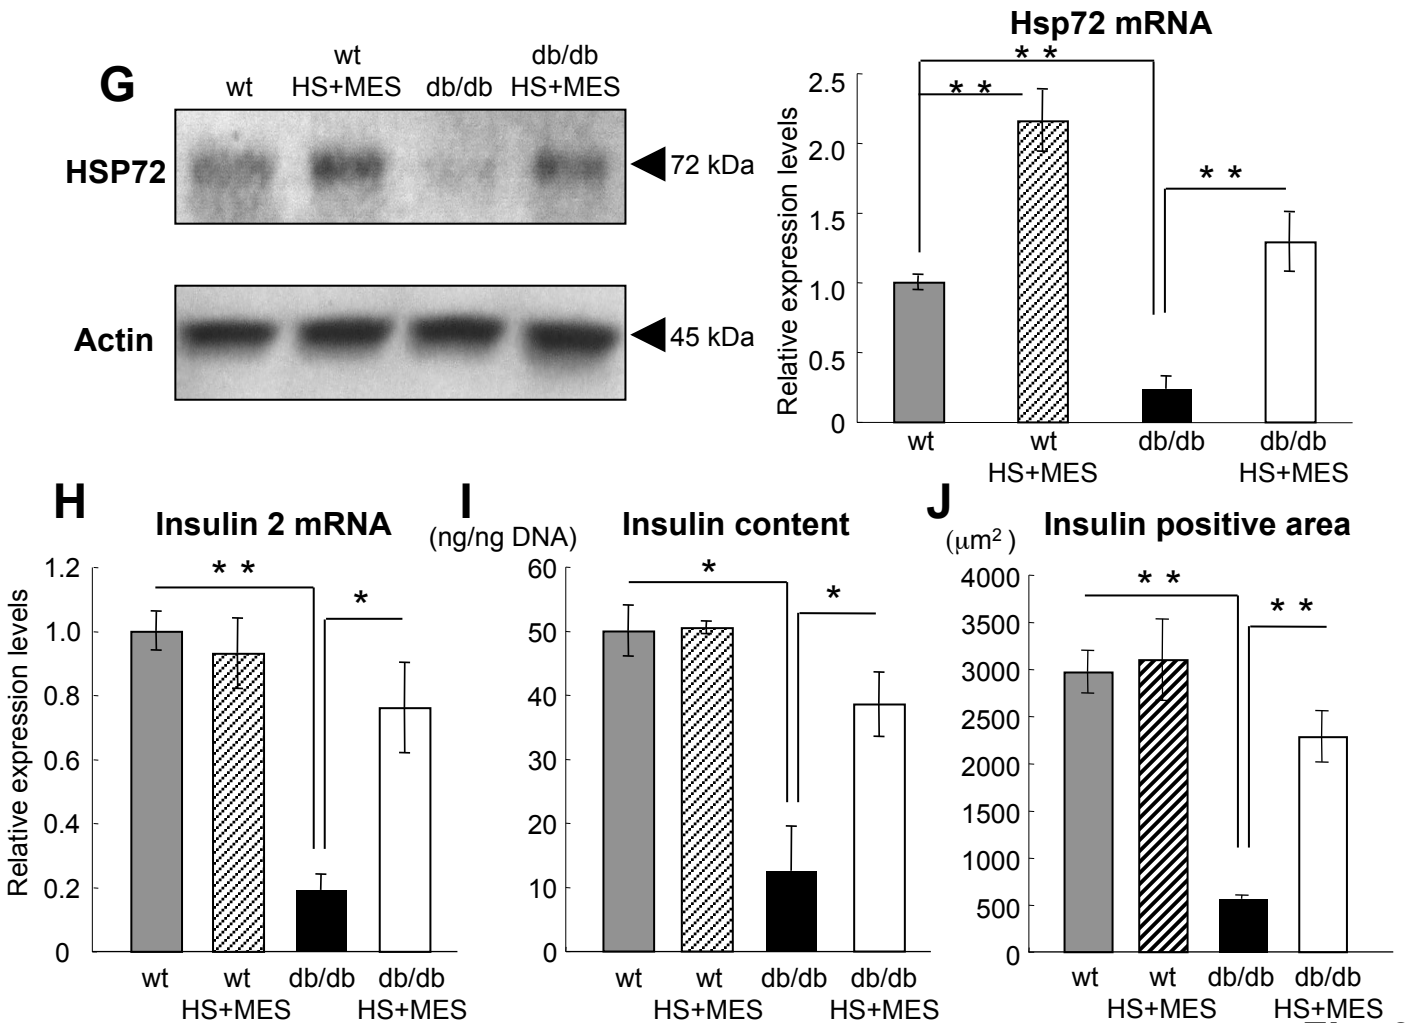 G
wt
wt
HS+MES
db/db
db/db
HS+MES
HSP72
72 kDa
Actin
45 kDa
Hsp72 mRNA
* *
* *
* *
Relative expression levels
2.5
2.0
1.5
1.0
0.5
0
wt
wt
HS+MES
db/db
db/db
HS+MES
H
Insulin 2 mRNA
* *
*
Relative expression levels
1.2
1.0
0.8
0.6
0.4
0.2
0
wt
wt
HS+MES
db/db
db/db
HS+MES
I
(ng/ng DNA)
Insulin content
*
*
60
50
40
30
20
10
0
wt
wt
HS+MES
db/db
db/db
HS+MES
J
(μm²)
Insulin positive area
* *
* *
4000
3500
3000
2500
2000
1500
1000
500
0
wt
wt
HS+MES
db/db
db/db
HS+MES